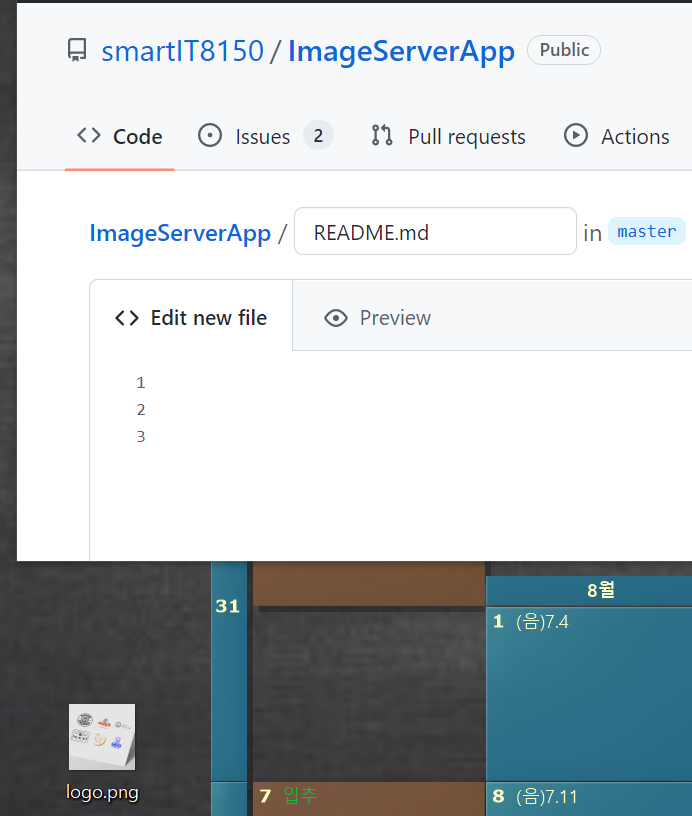 smartIT8150 / ImageServerApp Public
Code Issues 2 Pull requests Actions
ImageServerApp / README.md in master
Edit new file Preview
1
2
3
8월
31
1 (음)7.4
logo.png
7 입추
8 (음)7.11